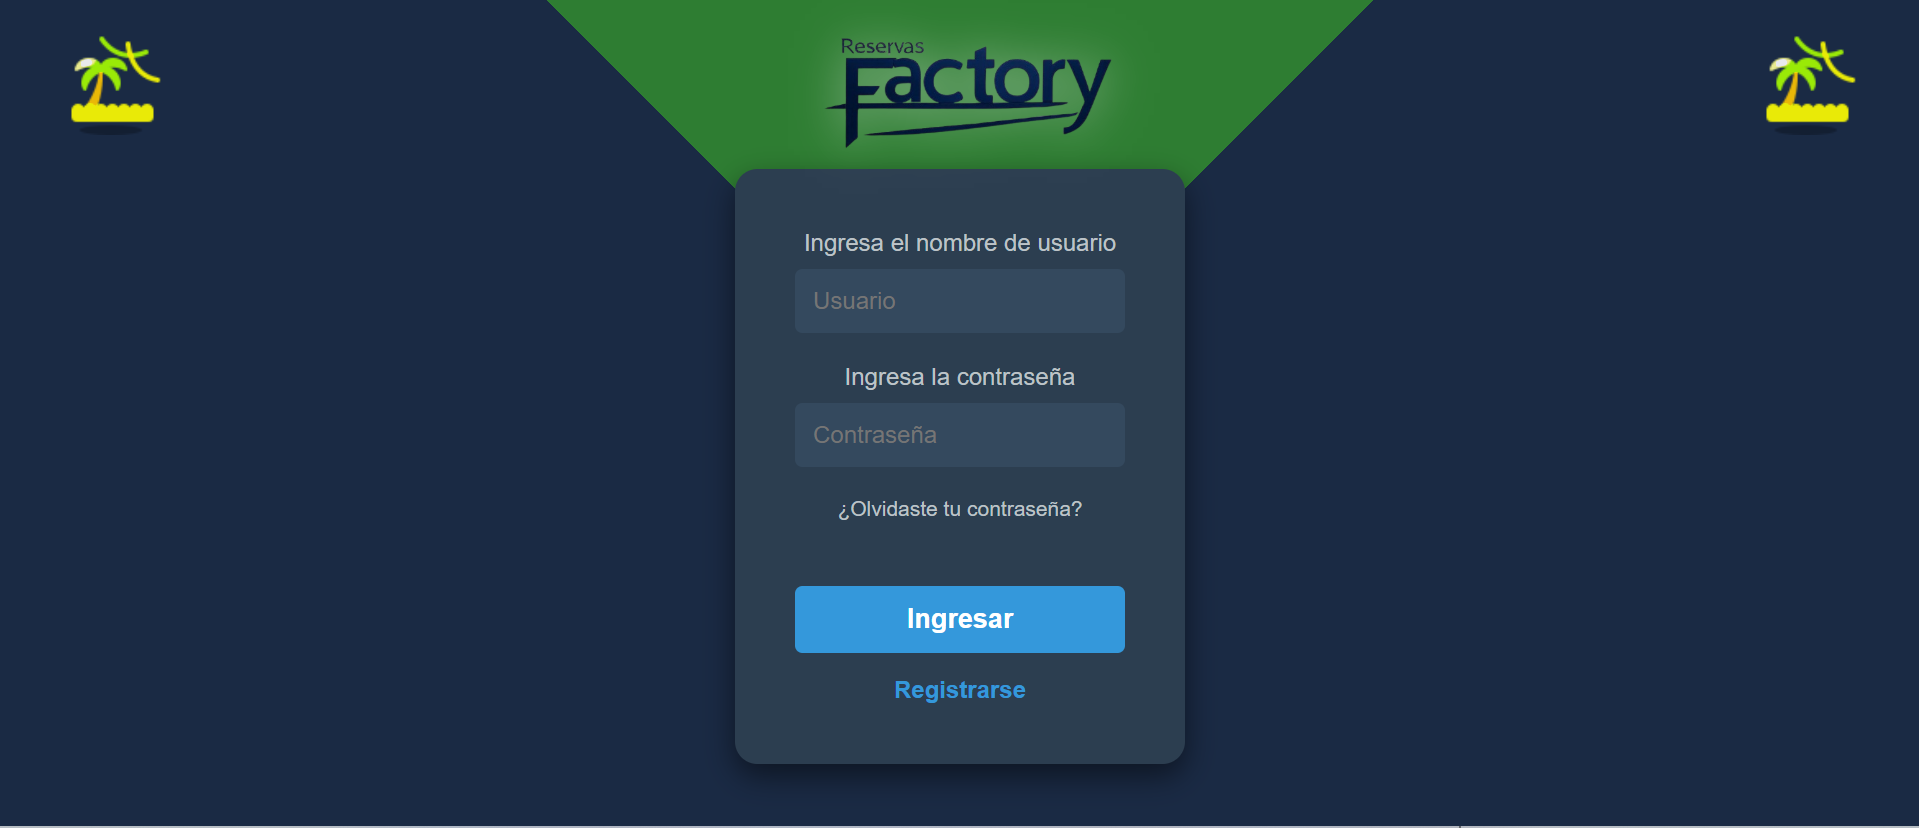 Reservas
Factory
Ingresa el nombre de usuario
Usuario
Ingresa la contraseña
Contraseña
¿Olvidaste tu contraseña?
Ingresar
Registrarse